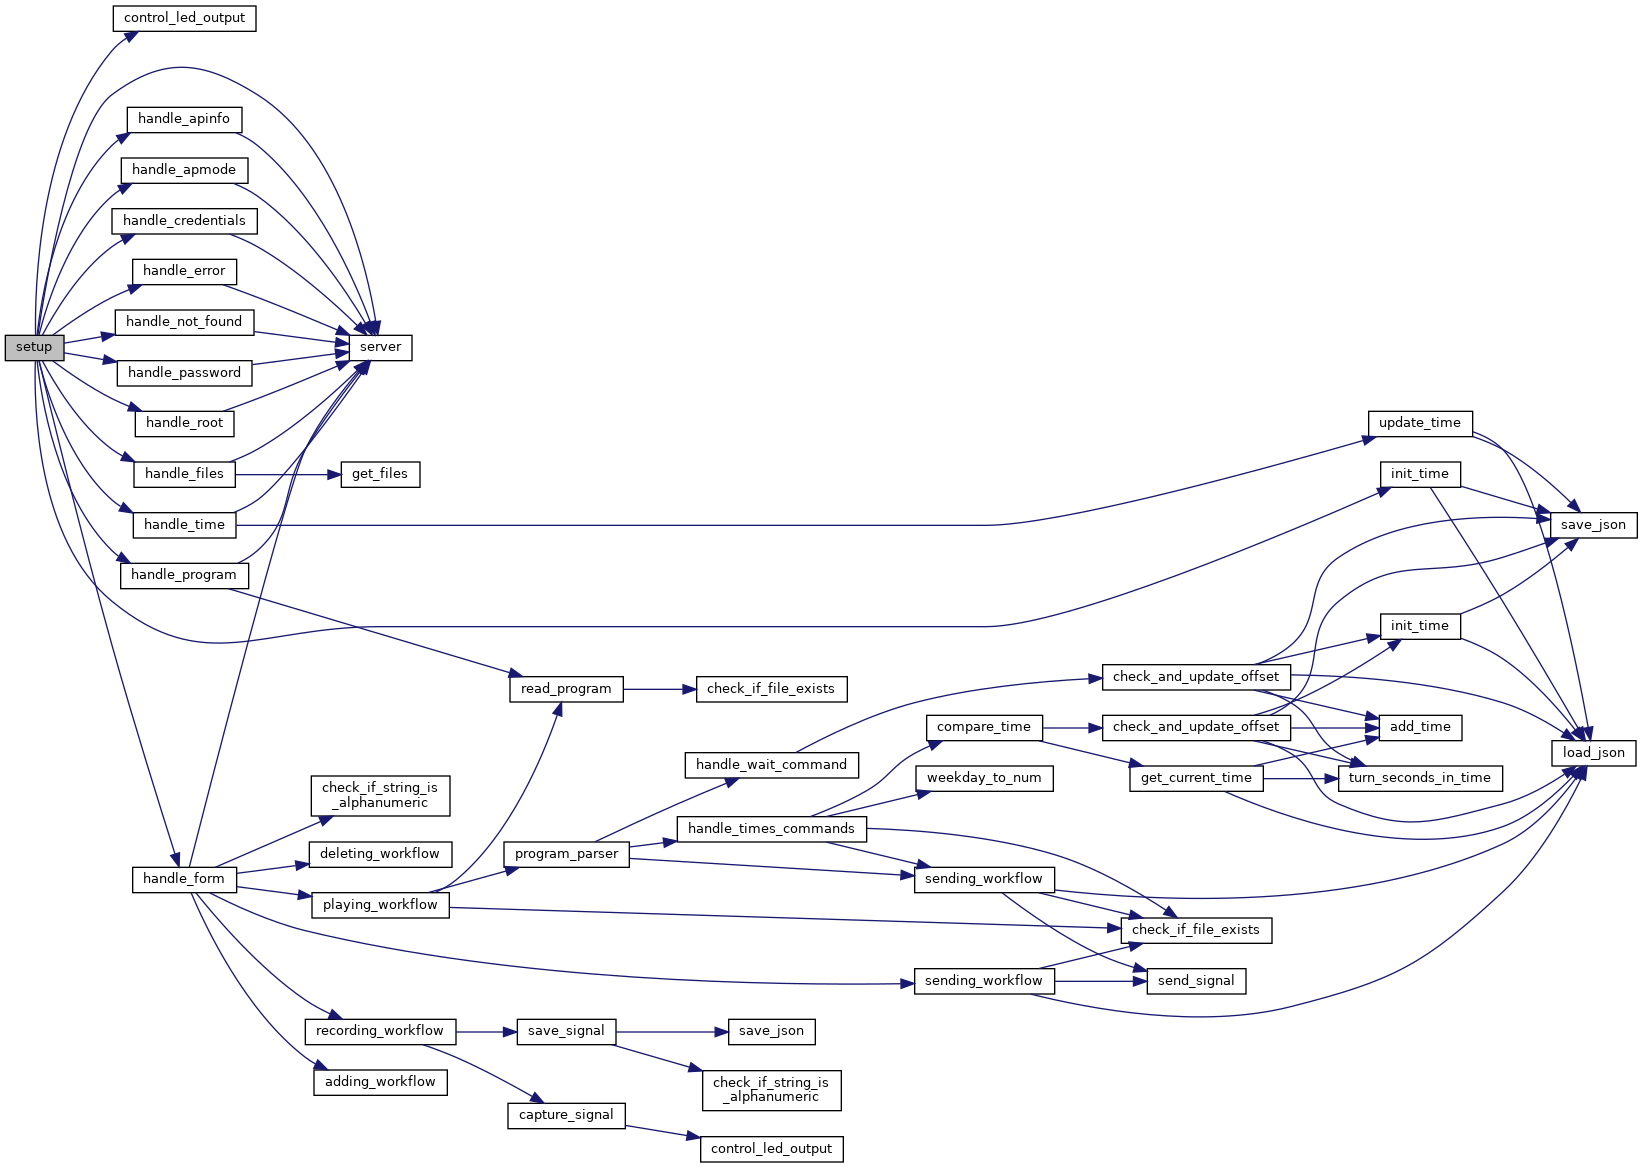 control_led_output
handle_apinfo
handle_apmode
handle_credentials
handle_error
handle_not_found
setup
server
handle_password
handle_root
update_time
handle_files
get_files
init_time
handle_time
save_json
handle_program
init_time
check_and_update_offset
read_program
check_if_file_exists
compare_time
check_and_update_offset
add_time
load_json
handle_wait_command
weekday_to_num
get_current_time
turn_seconds_in_time
check_if_string_is
_alphanumeric
handle_times_commands
deleting_workflow
program_parser
handle_form
sending_workflow
playing_workflow
check_if_file_exists
sending_workflow
send_signal
recording_workflow
save_signal
save_json
adding_workflow
check_if_string_is
_alphanumeric
capture_signal
control_led_output